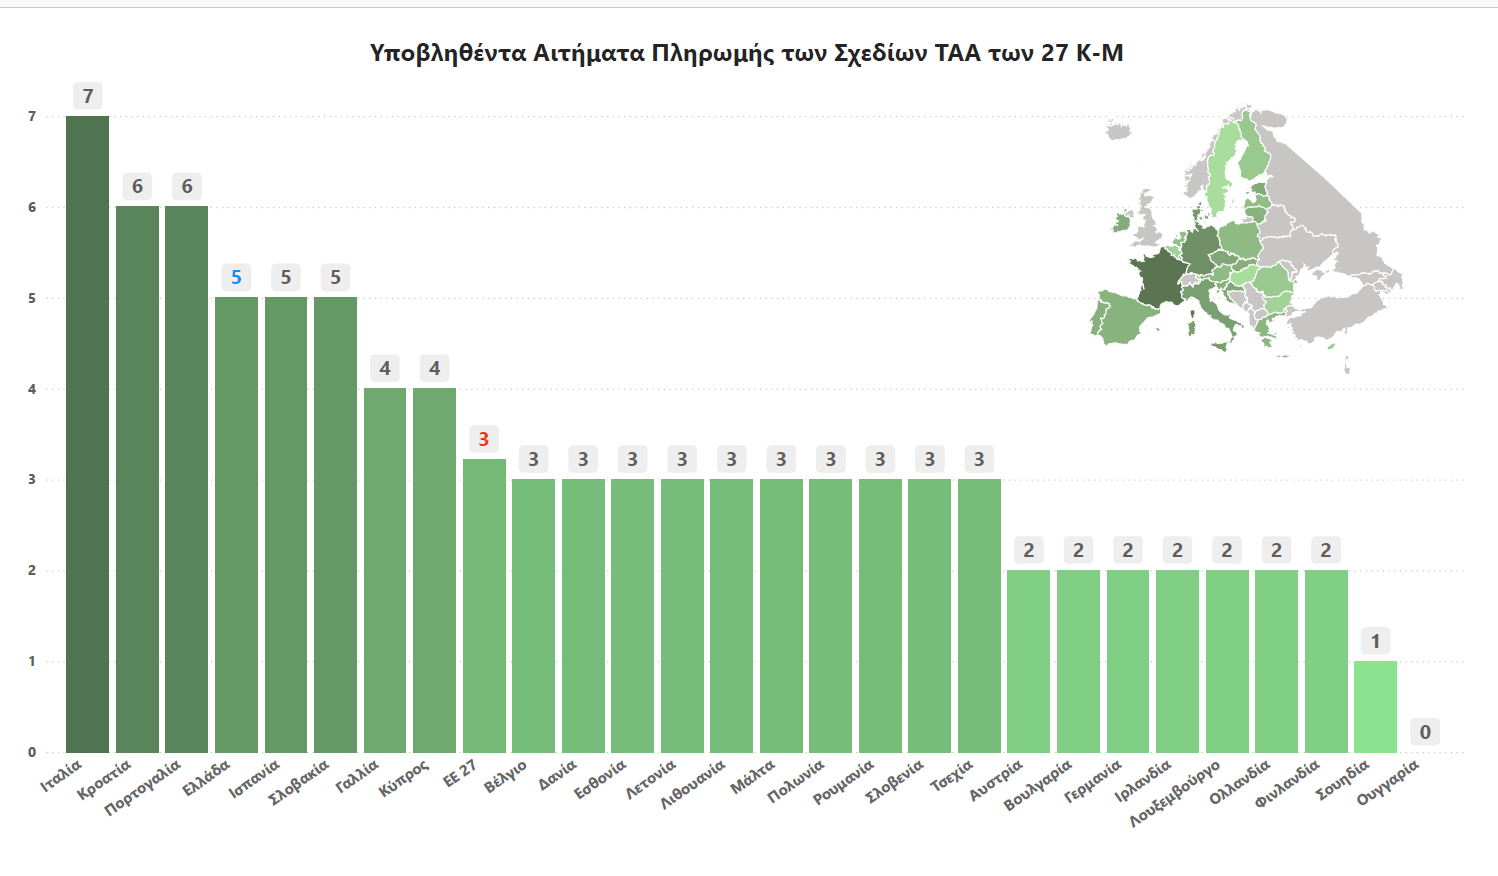 Υποβληθέντα Αιτήματα Πληρωμής των Σχεδίων ΤΑΑ των 27 Κ-Μ
7
6
5
4
3
2
1
0
7
6
6
5
5
5
4
4
3
3
3
3
3
3
3
3
3
3
3
2
2
2
2
2
2
2
1
0
Ιταλία
Κροατία
Πορτογαλία
Ελλάδα
Ισπανία
Σλοβακία
Γαλλία
Κύπρος
ΕΕ 27
Βέλγιο
Δανία
Εσθονία
Λετονία
Λιθουανία
Μάλτα
Πολωνία
Ρουμανία
Σλοβενία
Τσεχία
Αυστρία
Βουλγαρία
Γερμανία
Ιρλανδία
Λουξεμβούργο
Ολλανδία
Φινλανδία
Σουηδία
Ουγγαρία